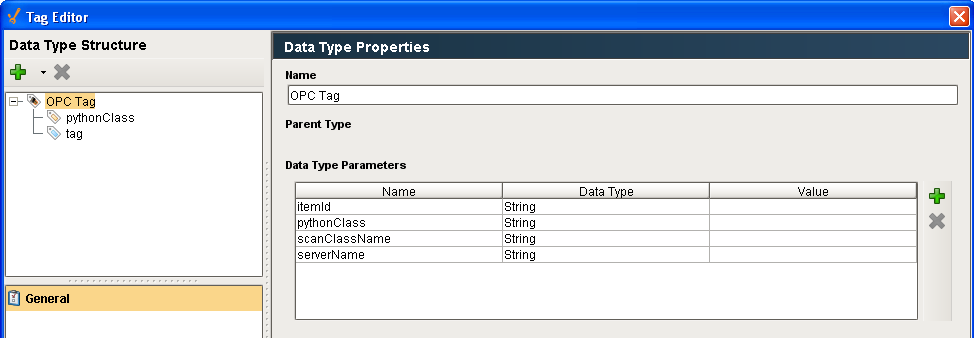 Tag Editor
Data Type Structure
OPC Tag
pythonClass
tag
General
Data Type Properties
Name
OPC Tag
Parent Type
Data Type Parameters
Name Data Type Value
itemId String
pythonClass String
scanClassName String
serverName String